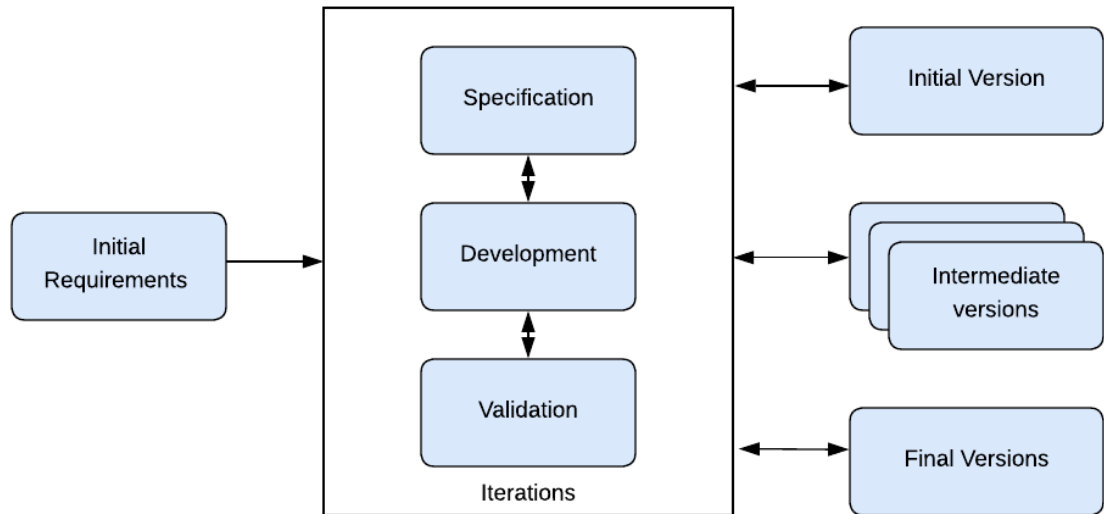 Initial
Requirements
Specification
Development
Validation
Iterations
Initial Version
Intermediate
versions
Final Versions